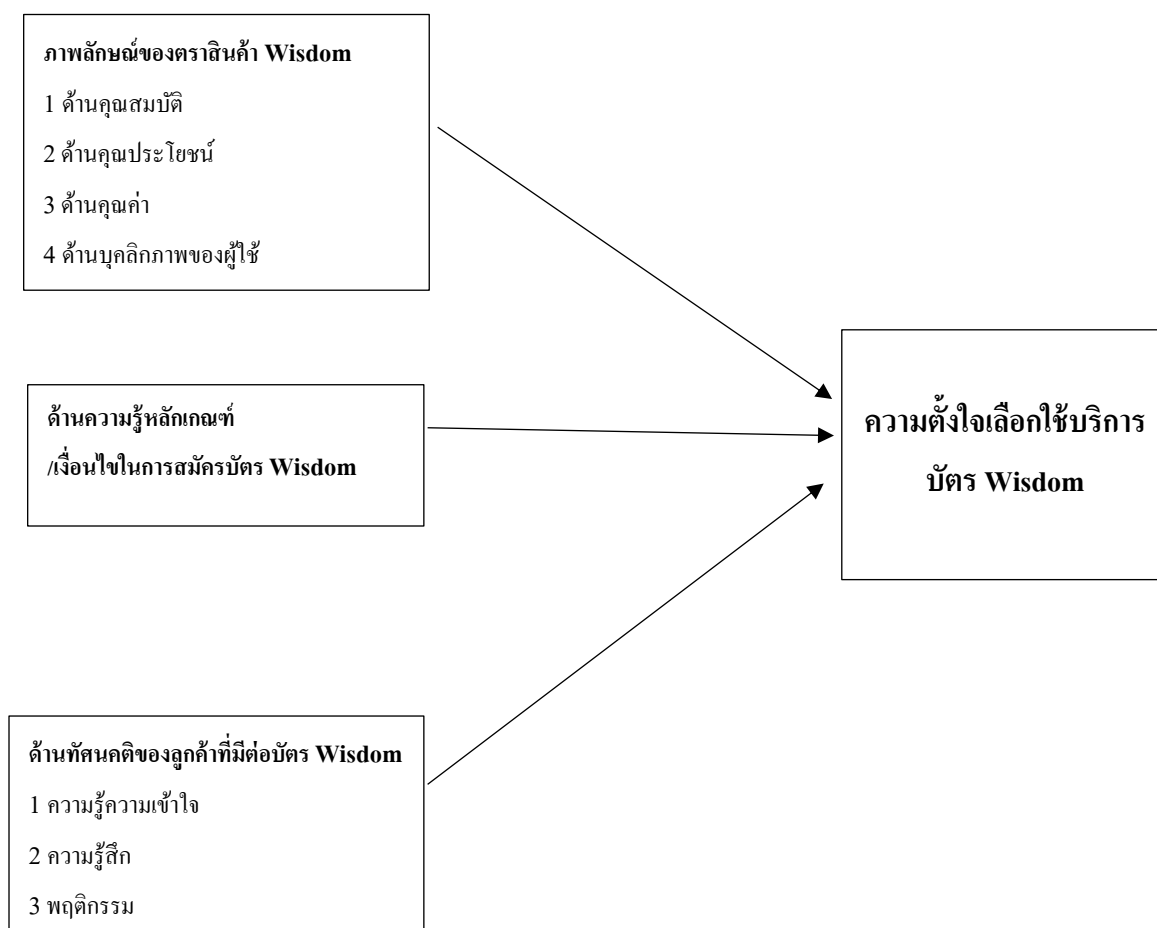 ภาพลักษณ์ของตราสินค้า Wisdom
1 ด้านคุณสมบัติ
2 ด้านคุณประโยชน์
3 ด้านคุณค่า
4 ด้านบุคลิกภาพของผู้ใช้
ด้านความรู้หลักเกณฑ์
/เงื่อนไขในการสมัครบัตร Wisdom
ความตั้งใจเลือกใช้บริการ
บัตร Wisdom
ด้านทัศนคติของลูกค้าที่มีต่อบัตร Wisdom
1 ความรู้ความเข้าใจ
2 ความรู้สึก
3 พฤติกรรม